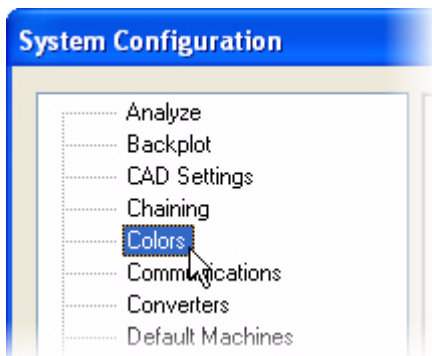 System Configuration
Analyze
Backplot
CAD Settings
Chaining
Colors
Communications
Converters
Default Machines